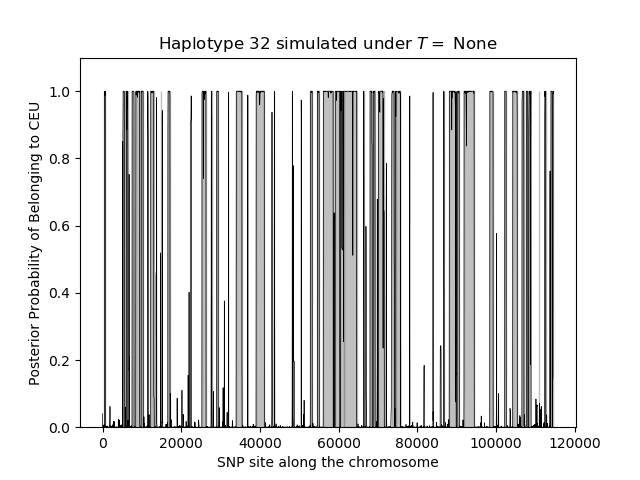 Haplotype 32 simulated under T = None
Posterior Probability of Belonging to CEU
1.0
0.8
0.6
0.4
0.2
0.0
0 20000 40000 60000 80000 100000 120000
SNP site along the chromosome